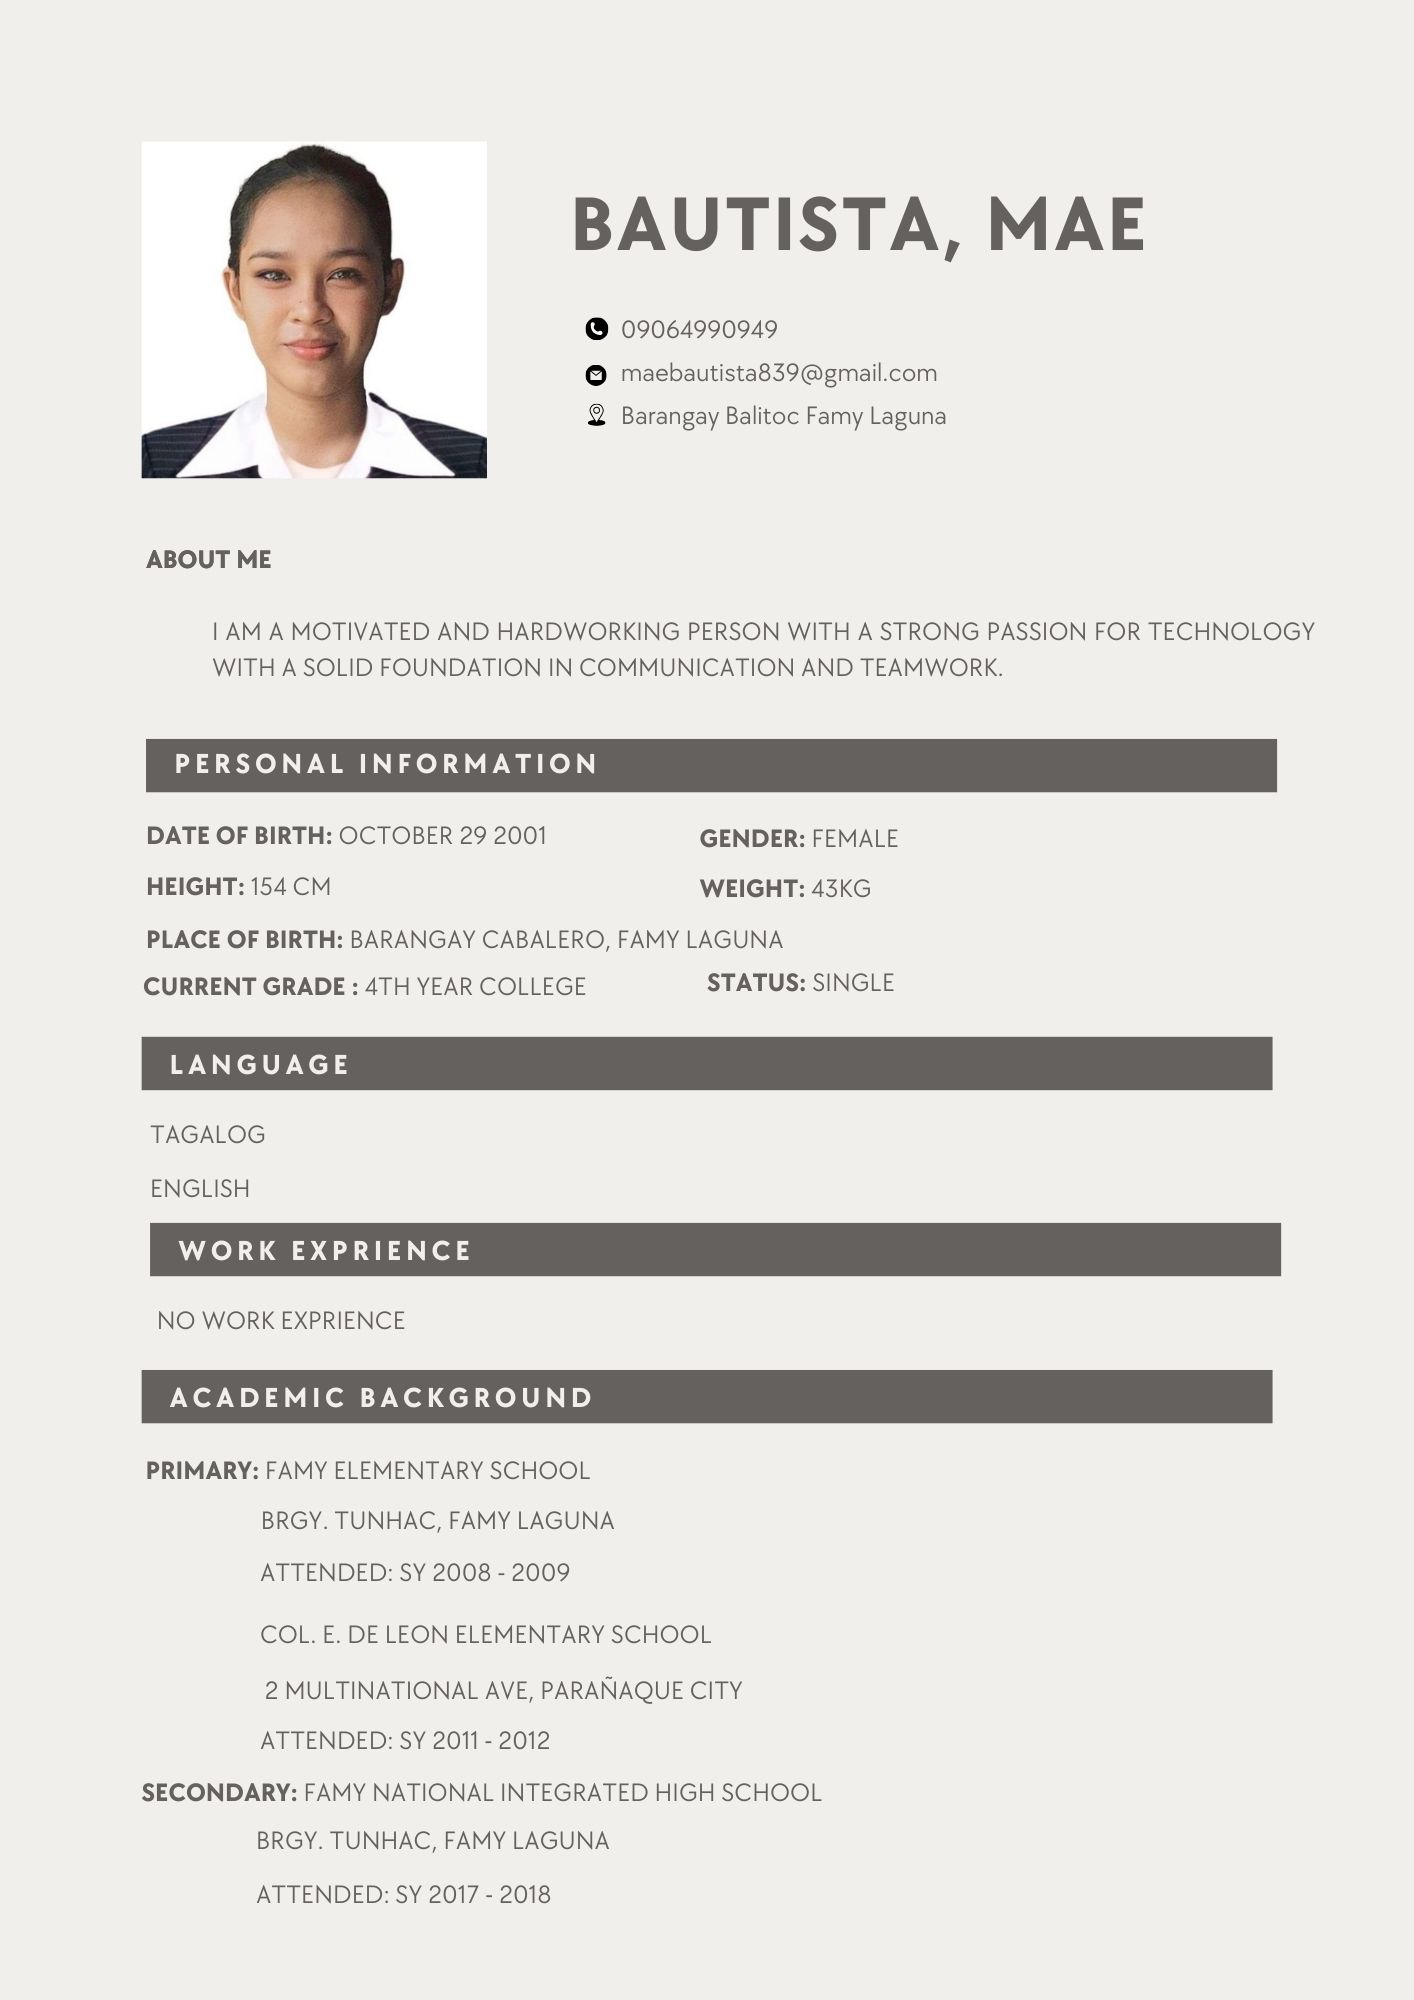 BAUTISTA, MAE
09064990949
maebautista839@gmail.com
Barangay Balitoc Famy Laguna
ABOUT ME
I AM A MOTIVATED AND HARDWORKING PERSON WITH A STRONG PASSION FOR TECHNOLOGY
WITH A SOLID FOUNDATION IN COMMUNICATION AND TEAMWORK.
PERSONAL INFORMATION
DATE OF BIRTH: OCTOBER 29 2001
GENDER: FEMALE
HEIGHT: 154 CM
WEIGHT: 43KG
PLACE OF BIRTH: BARANGAY CABALERO, FAMY LAGUNA
CURRENT GRADE : 4TH YEAR COLLEGE
STATUS: SINGLE
LANGUAGE
TAGALOG
ENGLISH
WORK EXPRIENCE
NO WORK EXPRIENCE
ACADEMIC BACKGROUND
PRIMARY: FAMY ELEMENTARY SCHOOL
BRGY. TUNHAC, FAMY LAGUNA
ATTENDED: SY 2008 - 2009
COL. E. DE LEON ELEMENTARY SCHOOL
2 MULTINATIONAL AVE, PARAÑAQUE CITY
ATTENDED: SY 2011 - 2012
SECONDARY: FAMY NATIONAL INTEGRATED HIGH SCHOOL
BRGY. TUNHAC, FAMY LAGUNA
ATTENDED: SY 2017 - 2018